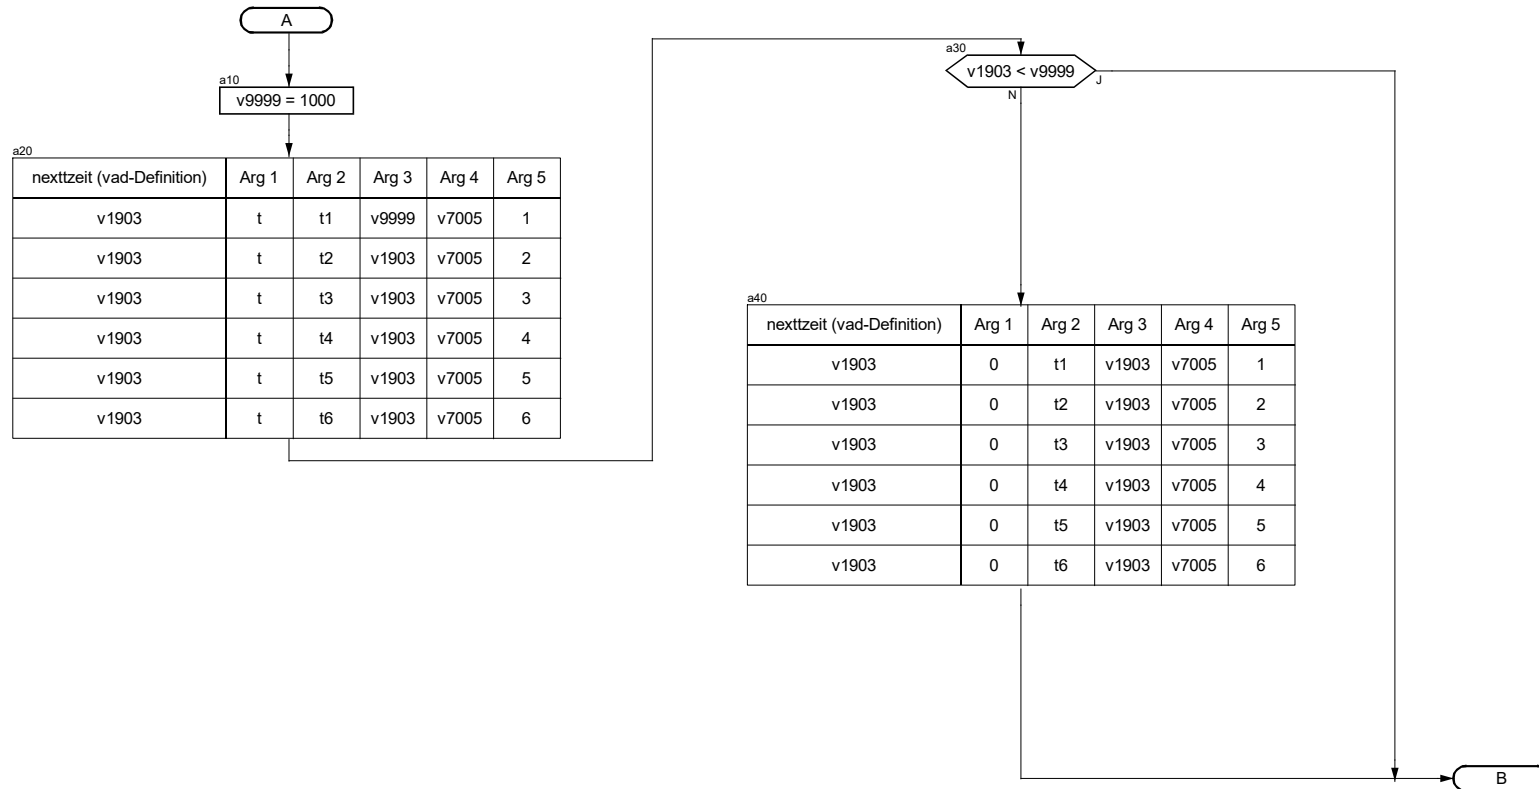 A
a10
v9999 = 1000
a20
nexttzeit (vad-Definition) Arg 1 Arg 2 Arg 3 Arg 4 Arg 5
v1903 t t1 v9999 v7005 1
v1903 t t2 v1903 v7005 2
v1903 t t3 v1903 v7005 3
v1903 t t4 v1903 v7005 4
v1903 t t5 v1903 v7005 5
v1903 t t6 v1903 v7005 6
a30
v1903 < v9999
J
N
a40
nexttzeit (vad-Definition) Arg 1 Arg 2 Arg 3 Arg 4 Arg 5
v1903 0 t1 v1903 v7005 1
v1903 0 t2 v1903 v7005 2
v1903 0 t3 v1903 v7005 3
v1903 0 t4 v1903 v7005 4
v1903 0 t5 v1903 v7005 5
v1903 0 t6 v1903 v7005 6
B